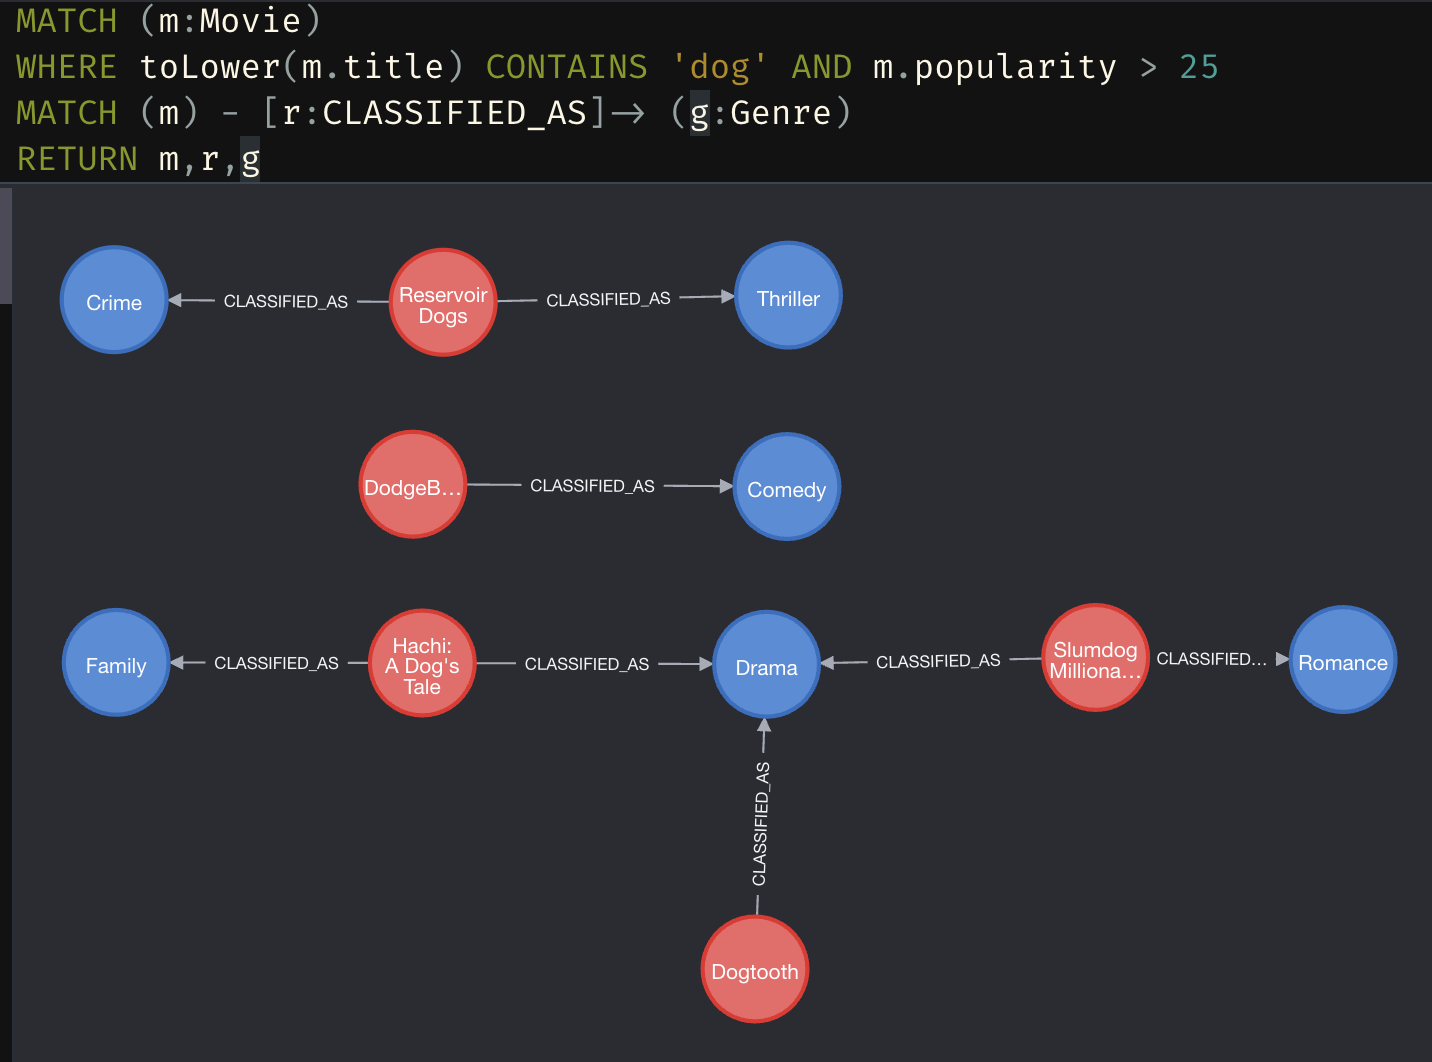 MATCH (m:Movie)
WHERE toLower(m.title) CONTAINS 'dog' AND m.popularity > 25
MATCH (m) - [r:CLASSIFIED_AS]-> (g:Genre)
RETURN m,r,g
Crime
CLASSIFIED_AS
Reservoir
Dogs
CLASSIFIED_AS
Thriller
DodgeB...
CLASSIFIED_AS
Comedy
Family
CLASSIFIED_AS
Hachi:
A Dog's
Tale
CLASSIFIED_AS
Drama
CLASSIFIED_AS
Slumdog
Milliona...
CLASSIFIED...
Romance
CLASSIFIED_AS
Dogtooth